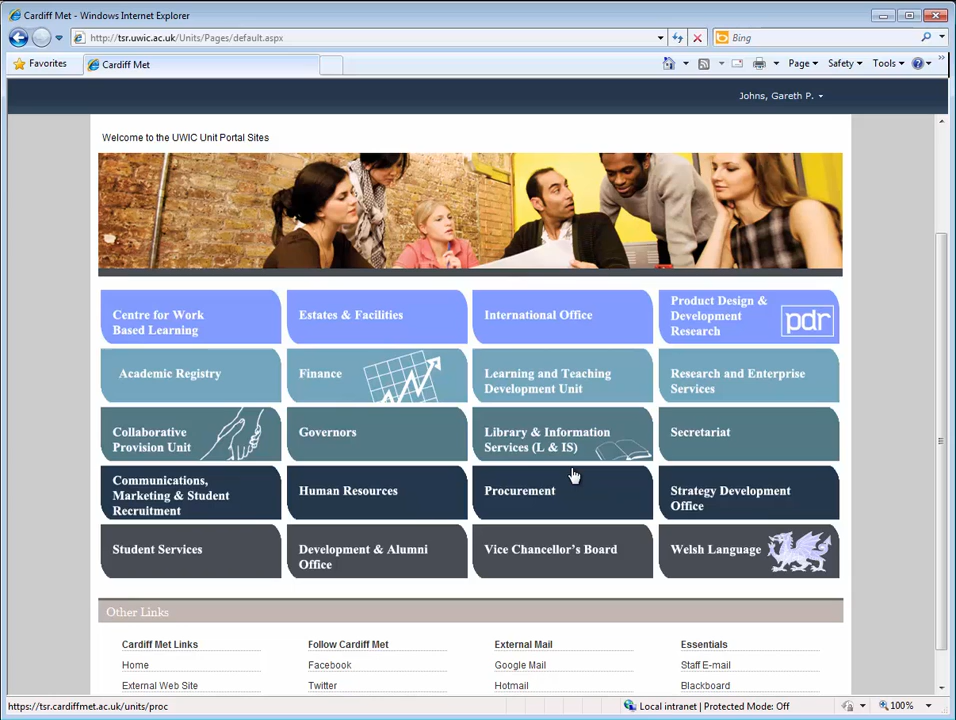 Cardiff Met - Windows Internet Explorer
http://tsr.uwic.ac.uk/Units/Pages/default.aspx
Bing
Favorites
Cardiff Met
Page
Safety
Tools
Johns, Gareth P.
Welcome to the UWIC Unit Portal Sites
Centre for Work
Based Learning
Estates & Facilities
International Office
Product Design &
Development
Research
pdr
Academic Registry
Finance
Learning and Teaching
Development Unit
Research and Enterprise
Services
Collaborative
Provision Unit
Governors
Library & Information
Services (L & IS)
Secretariat
Communications,
Marketing & Student
Recruitment
Human Resources
Procurement
Strategy Development
Office
Student Services
Development & Alumni
Office
Vice Chancellor's Board
Welsh Language
Other Links
Cardiff Met Links
Follow Cardiff Met
External Mail
Essentials
Home
Facebook
Google Mail
Staff E-mail
External Web Site
Twitter
Hotmail
Blackboard
https://tsr.cardiffmet.ac.uk/units/proc
Local intranet | Protected Mode: Off
100%